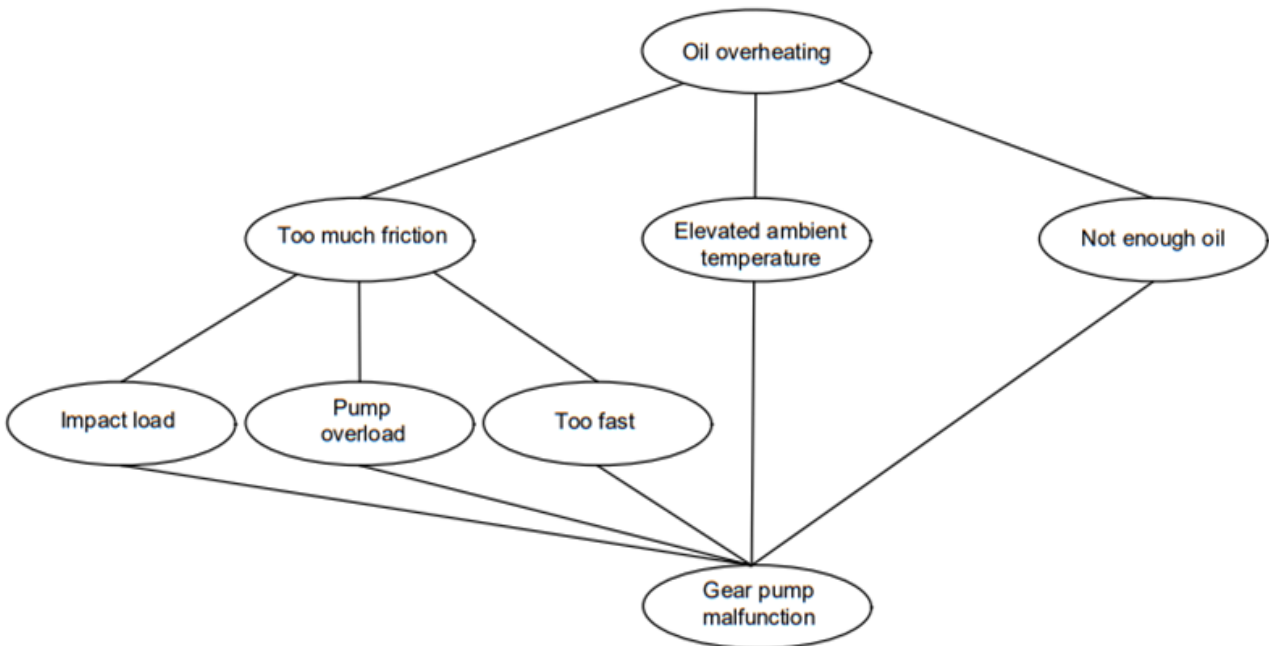 Oil overheating
Too much friction
Elevated ambient
temperature
Not enough oil
Impact load
Pump
overload
Too fast
Gear pump
malfunction